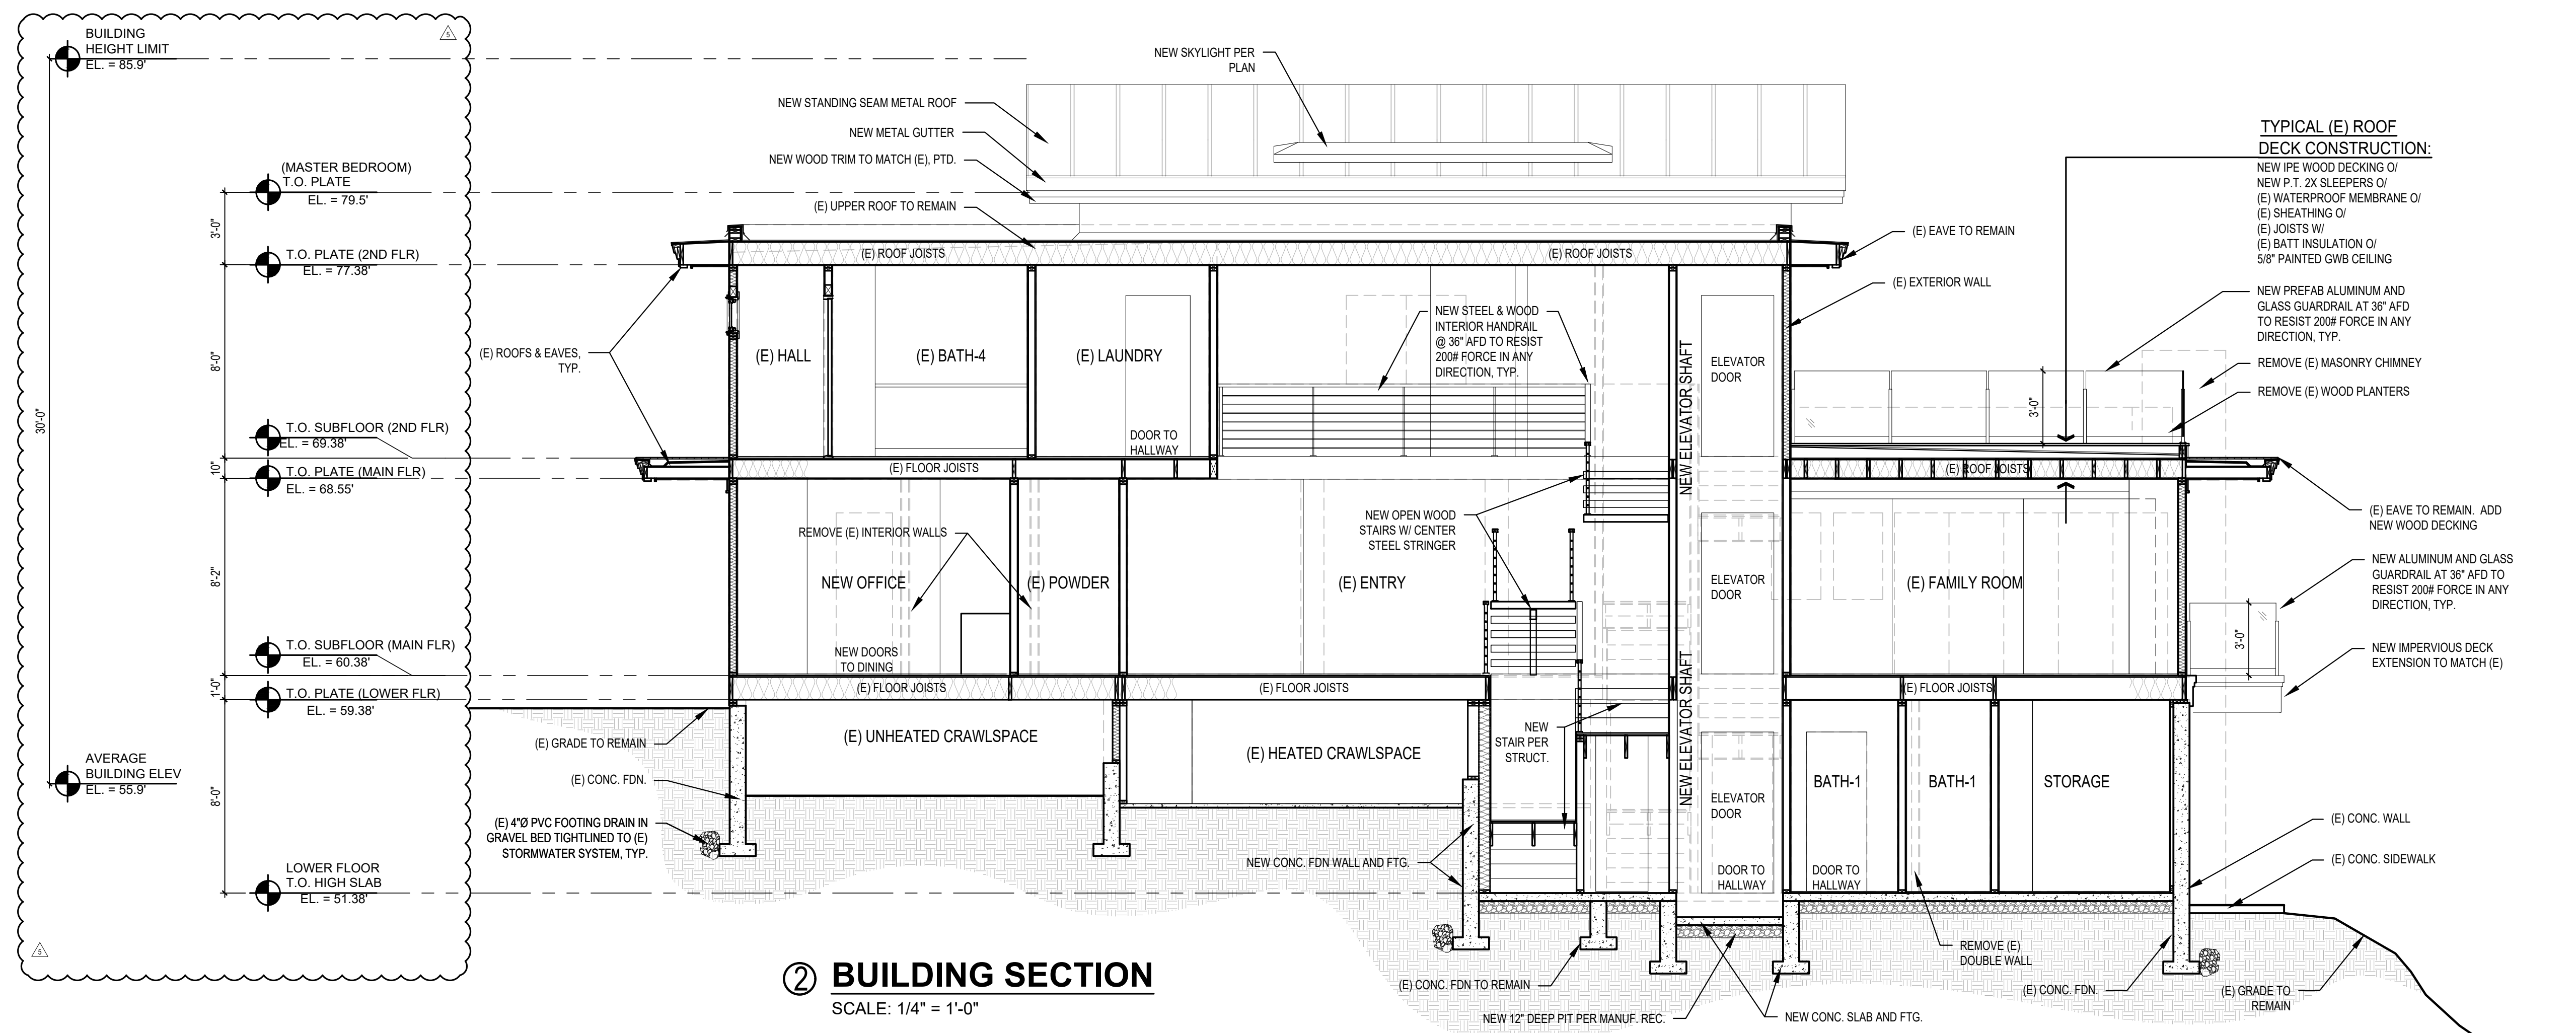 BUILDING
HEIGHT LIMIT
EL. = 85.9'
5
(MASTER BEDROOM)
T.O. PLATE
EL. = 79.5'
3'-0"
T.O. PLATE (2ND FLR)
EL. = 77.38'
8'-0"
30'-0"
T.O. SUBFLOOR (2ND FLR)
EL. = 69.38'
10"
T.O. PLATE (MAIN FLR)
EL. = 68.55'
8'-2"
T.O. SUBFLOOR (MAIN FLR)
EL. = 60.38'
1'-0"
T.O. PLATE (LOWER FLR)
EL. = 59.38'
AVERAGE
BUILDING ELEV
EL. = 55.9'
8'-0"
LOWER FLOOR
T.O. HIGH SLAB
EL. = 51.38'
5
NEW SKYLIGHT PER
PLAN
NEW STANDING SEAM METAL ROOF
NEW METAL GUTTER
NEW WOOD TRIM TO MATCH (E), PTD.
(E) UPPER ROOF TO REMAIN
(E) ROOF JOISTS
(E) ROOF JOISTS
(E) EAVE TO REMAIN
(E) EXTERIOR WALL
(E) ROOFS & EAVES,
TYP.
(E) HALL
(E) BATH-4
(E) LAUNDRY
DOOR TO
HALLWAY
NEW STEEL & WOOD
INTERIOR HANDRAIL
@ 36" AFD TO RESIST
200# FORCE IN ANY
DIRECTION, TYP.
NEW ELEVATOR SHAFT
ELEVATOR
DOOR
TYPICAL (E) ROOF
DECK CONSTRUCTION:
NEW IPE WOOD DECKING O/
NEW P.T. 2X SLEEPERS O/
(E) WATERPROOF MEMBRANE O/
(E) SHEATHING O/
(E) JOISTS W/
(E) BATT INSULATION O/
5/8" PAINTED GWB CEILING
NEW PREFAB ALUMINUM AND
GLASS GUARDRAIL AT 36" AFD
TO RESIST 200# FORCE IN ANY
DIRECTION, TYP.
REMOVE (E) MASONRY CHIMNEY
REMOVE (E) WOOD PLANTERS
3'-0"
(E) FLOOR JOISTS
(E) ROOF JOISTS
(E) EAVE TO REMAIN.  ADD
NEW WOOD DECKING
REMOVE (E) INTERIOR WALLS
NEW OPEN WOOD
STAIRS W/ CENTER
STEEL STRINGER
NEW OFFICE
(E) POWDER
(E) ENTRY
ELEVATOR
DOOR
(E) FAMILY ROOM
NEW ALUMINUM AND GLASS
GUARDRAIL AT 36" AFD TO
RESIST 200# FORCE IN ANY
DIRECTION, TYP.
3'-0"
NEW IMPERVIOUS DECK
EXTENSION TO MATCH (E)
NEW DOORS
TO DINING
(E) FLOOR JOISTS
(E) FLOOR JOISTS
(E) FLOOR JOISTS
NEW ELEVATOR SHAFT
(E) GRADE TO REMAIN
(E) UNHEATED CRAWLSPACE
(E) HEATED CRAWLSPACE
NEW
STAIR PER
STRUCT.
ELEVATOR
DOOR
BATH-1
BATH-1
STORAGE
(E) CONC. FDN.
(E) 4"Ø PVC FOOTING DRAIN IN
GRAVEL BED TIGHTLINED TO (E)
STORMWATER SYSTEM, TYP.
NEW CONC. FDN WALL AND FTG.
DOOR TO
HALLWAY
DOOR TO
HALLWAY
(E) CONC. WALL
(E) CONC. SIDEWALK
REMOVE (E)
DOUBLE WALL
(E) CONC. FDN TO REMAIN
NEW 12" DEEP PIT PER MANUF. REC.
NEW CONC. SLAB AND FTG.
(E) CONC. FDN.
(E) GRADE TO
REMAIN
2 BUILDING SECTION
SCALE: 1/4" = 1'-0"